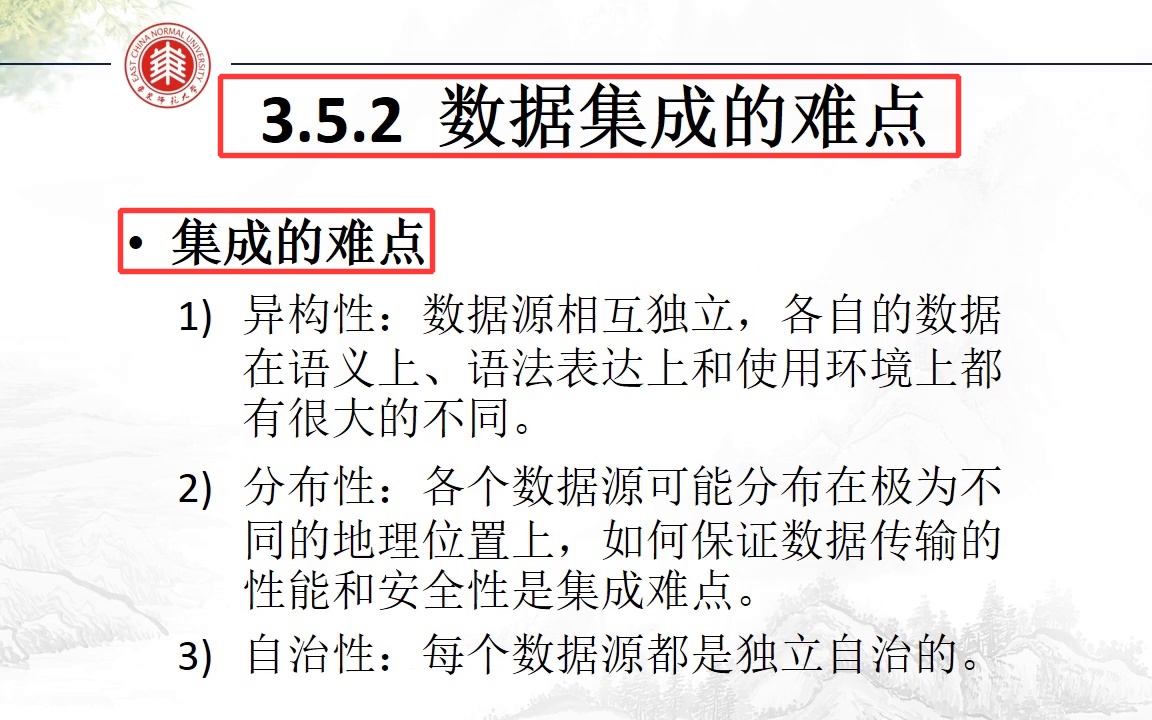 EAST CHINA NORMAL UNIVERSITY
华东师范大学
3.5.2 数据集成的难点
• 集成的难点
1) 异构性：数据源相互独立，各自的数据
在语义上、语法表达上和使用环境上都
有很大的不同。
2) 分布性：各个数据源可能分布在极为不
同的地理位置上，如何保证数据传输的
性能和安全性是集成难点。
3) 自治性：每个数据源都是独立自治的。